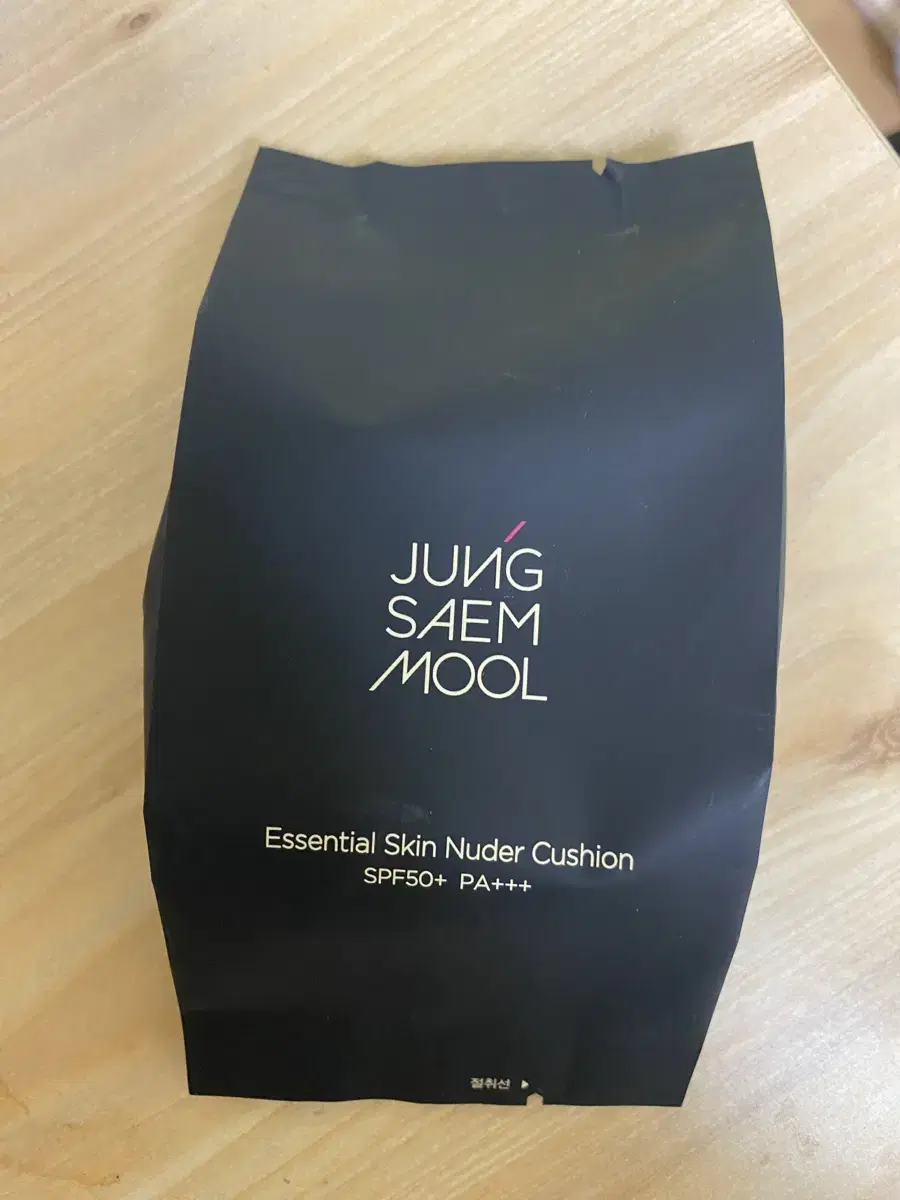 JUNG
SAEM
MOOL
Essential Skin Nuder Cushion
SPF50+ PA+++
절취선 ▶